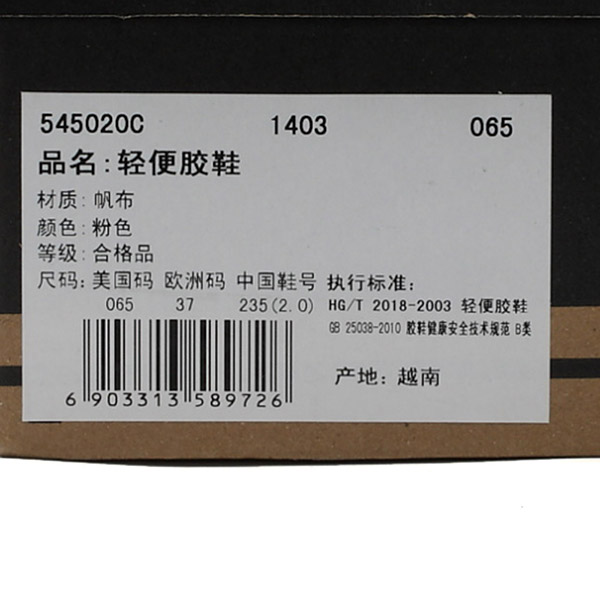 545020C 1403 065
品名:轻便胶鞋
材质:帆布
颜色:粉色
等级:合格品
尺码:美国码 欧洲码 中国鞋号 执行标准:
065 37 235(2.0) HG/T 2018-2003 轻便胶鞋
GB 25038-2010 胶鞋健康安全技术规范 B类
产地: 越南
6 903313 589726